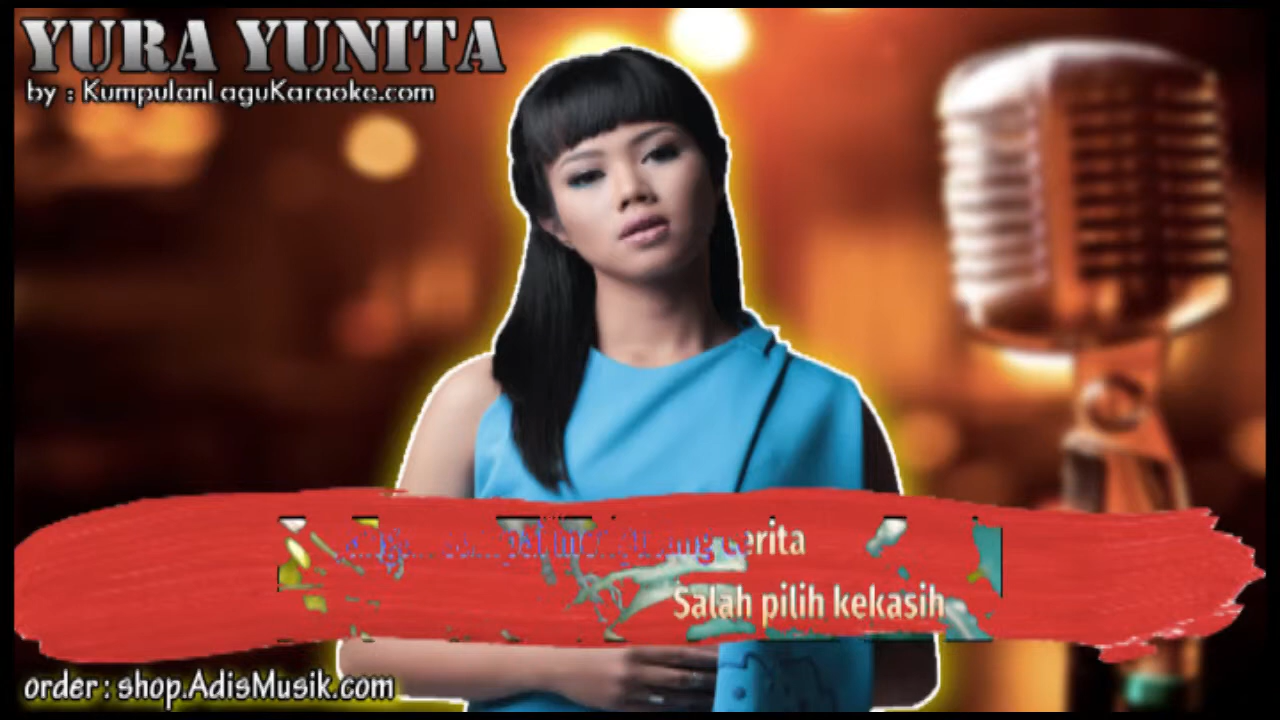 YURA YUNITA
by : KumpulanLaguKaraoke.com
cerita
Salah pilih kekasih
order : shop.AdisMusik.com